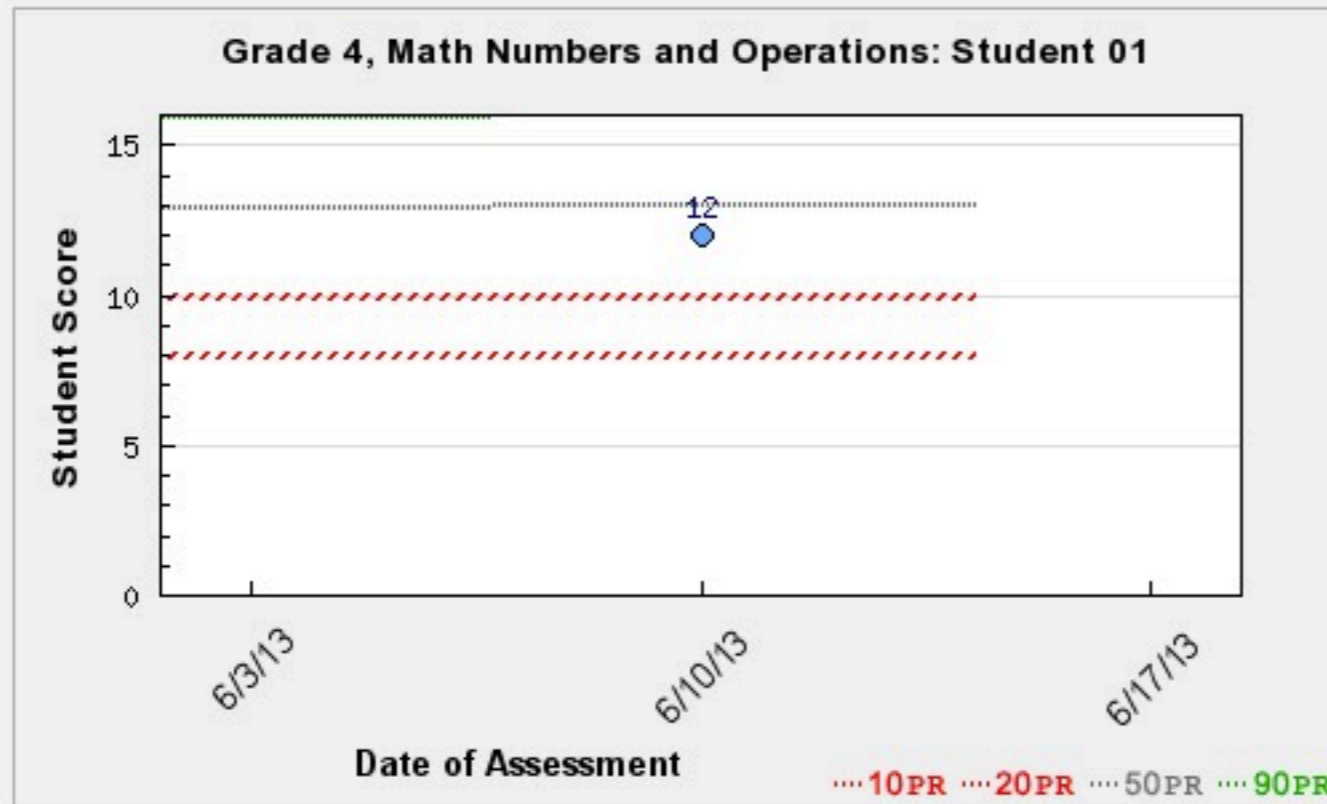 Grade 4, Math Numbers and Operations: Student 01
15
12
10
5
0
Student Score
6/3/13 6/10/13 6/17/13
Date of Assessment
10PR 20PR 50PR 90PR